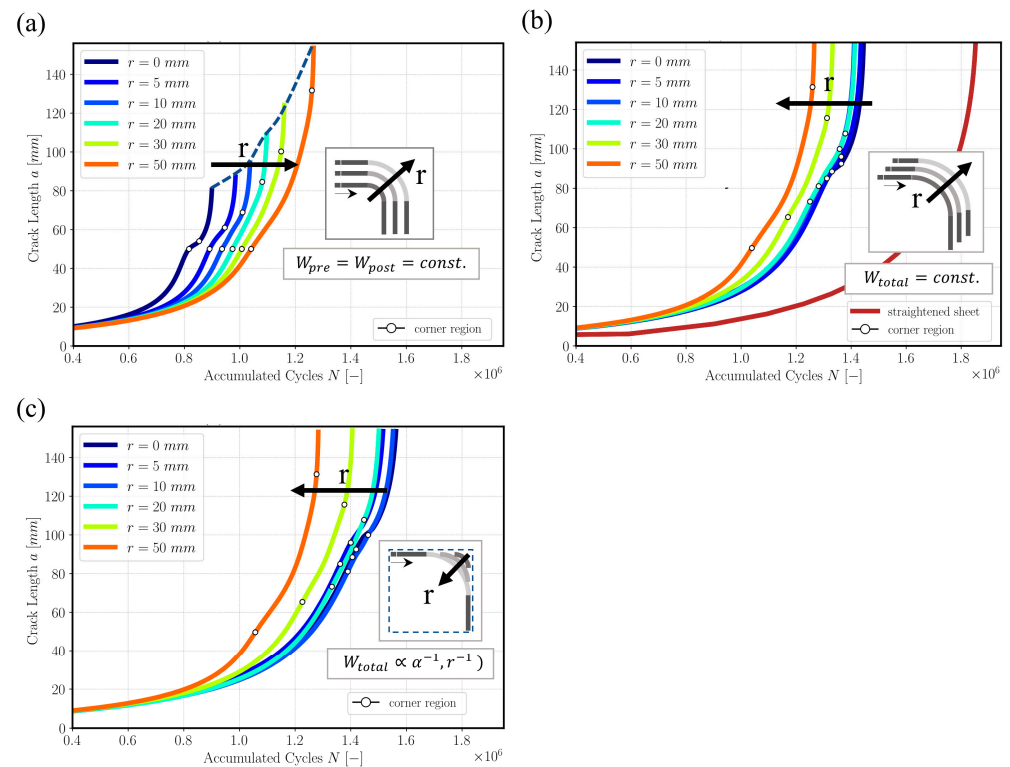 (a)
r = 0 mm
r = 5 mm
r = 10 mm
r = 20 mm
r = 30 mm
r = 50 mm
r
r
W_pre = W_post = const.
corner region
0
20
40
60
80
100
120
140
Crack Length a [mm]
0.4
0.6
0.8
1.0
1.2
1.4
1.6
1.8
×10⁶
Accumulated Cycles N [−]
(b)
r = 0 mm
r = 5 mm
r = 10 mm
r = 20 mm
r = 30 mm
r = 50 mm
r
r
W_total = const.
straightened sheet
corner region
0
20
40
60
80
100
120
140
Crack Length a [mm]
0.4
0.6
0.8
1.0
1.2
1.4
1.6
1.8
×10⁶
Accumulated Cycles N [−]
(c)
r = 0 mm
r = 5 mm
r = 10 mm
r = 20 mm
r = 30 mm
r = 50 mm
r
r
W_total ∝ α⁻¹, r⁻¹ )
corner region
0
20
40
60
80
100
120
140
Crack Length a [mm]
0.4
0.6
0.8
1.0
1.2
1.4
1.6
1.8
×10⁶
Accumulated Cycles N [−]